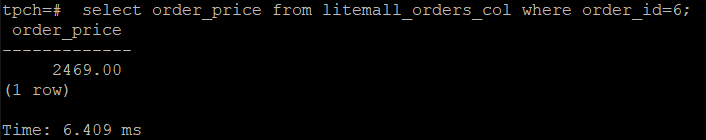 tpch=#  select order_price from litemall_orders_col where order_id=6;
 order_price
-------------
     2469.00
(1 row)

Time: 6.409 ms